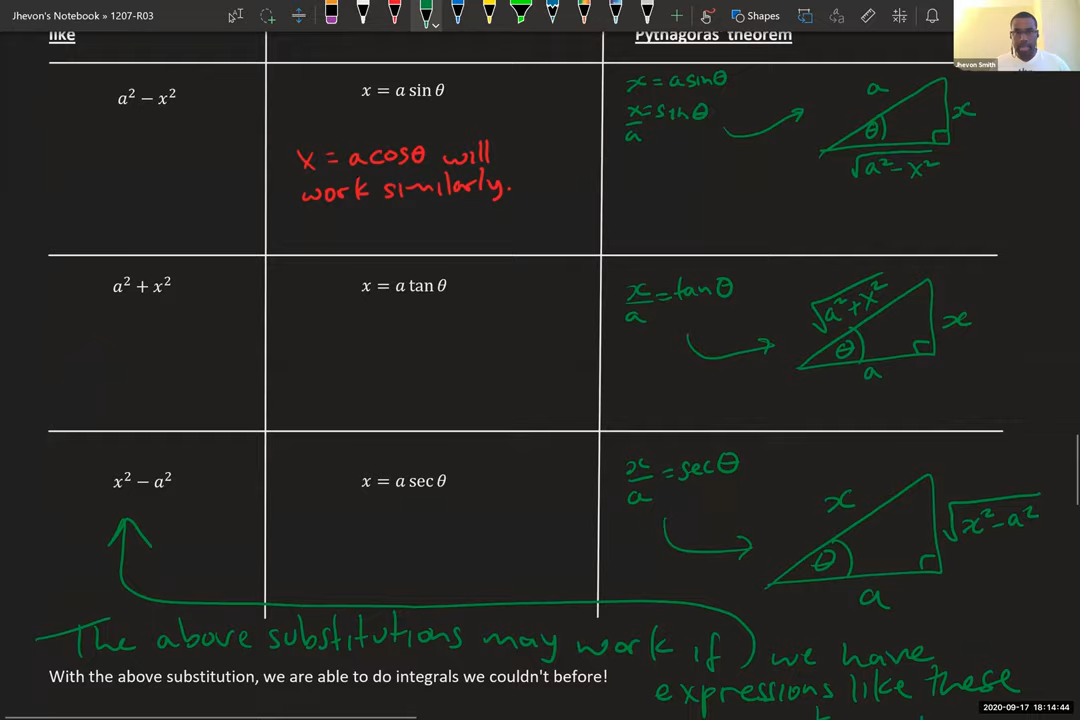 Jhevon's Notebook » 1207-R03
Shapes
Jhevon Smith
like
Pythagoras theorem
a² − x²
x = a sin θ
x = a cosθ will
work similarly.
x = a sinθ
x/a = sinθ
a
x
θ
√a² − x²
a² + x²
x = a tan θ
x/a = tan θ
√a² + x²
x
θ
a
x² − a²
x = a sec θ
x/a = sec θ
x
√x² − a²
θ
a
The above substitutions may work if we have
expressions like these
With the above substitution, we are able to do integrals we couldn't before!
2020-09-17 18:14:44